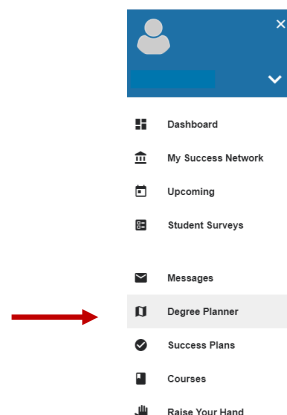 Dashboard
My Success Network
Upcoming
Student Surveys
Messages
Degree Planner
Success Plans
Courses
Raise Your Hand